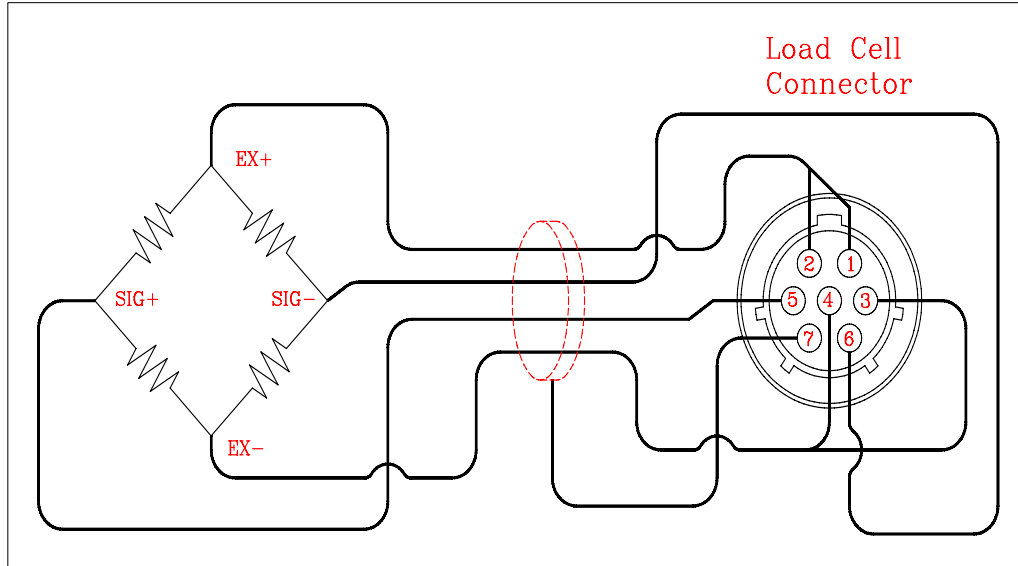 Load Cell
Connector
EX+
SIG+ SIG-
EX-
2 1
5 4 3
7 6